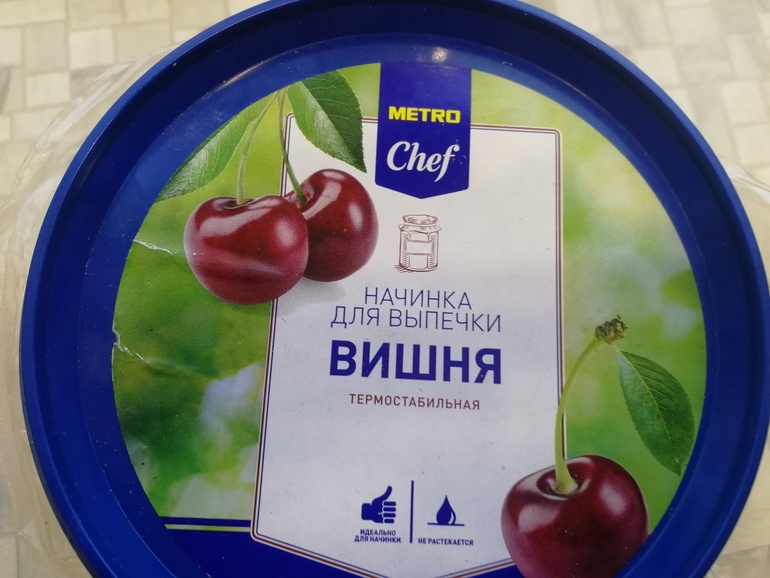 METRO
Chef
НАЧИНКА
ДЛЯ ВЫПЕЧКИ
ВИШНЯ
ТЕРМОСТАБИЛЬНАЯ
ИДЕАЛЬНО
ДЛЯ НАЧИНКИ
НЕ РАСТЕКАЕТСЯ